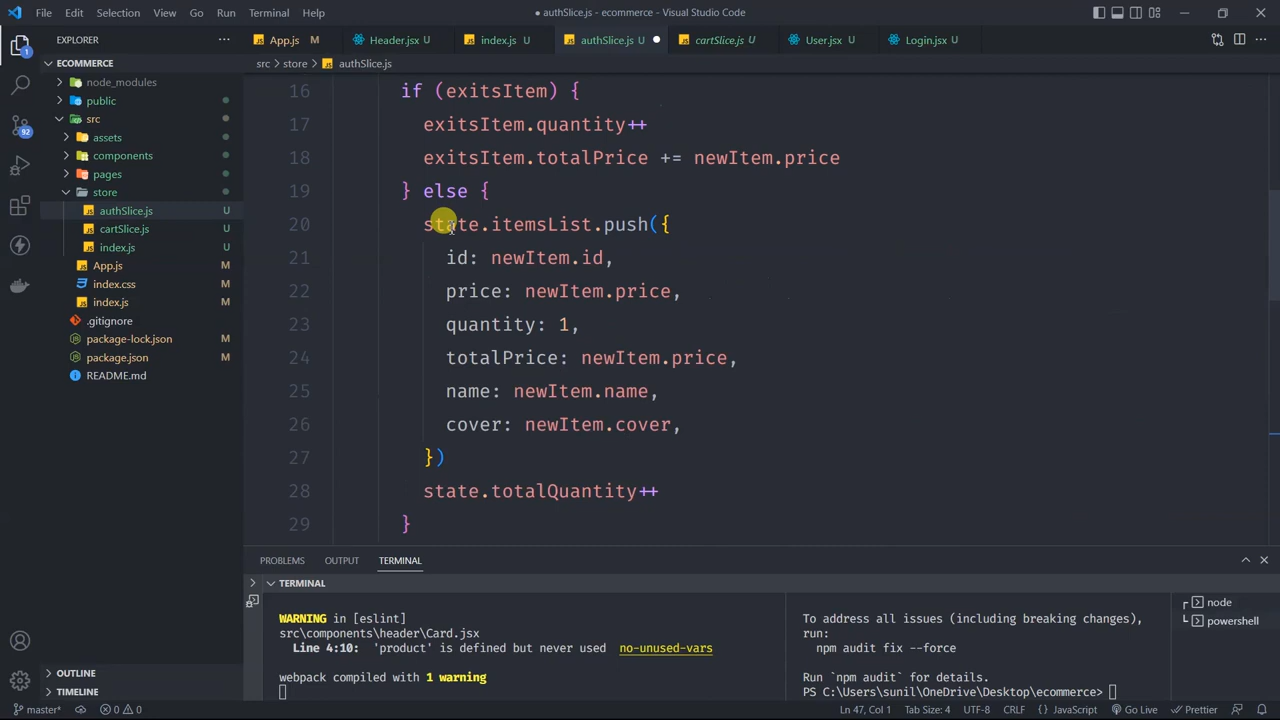 File Edit Selection View Go Run Terminal Help
authSlice.js - ecommerce - Visual Studio Code
EXPLORER
ECOMMERCE
node_modules
public
src
assets
components
pages
store
authSlice.js U
cartSlice.js U
index.js U
App.js M
index.css M
index.js M
.gitignore
package-lock.json M
package.json M
README.md
OUTLINE
TIMELINE
1
92
App.js M
Header.jsx U
index.js U
authSlice.js U
cartSlice.js U
User.jsx U
Login.jsx U
src > store > authSlice.js
16 if (exitsItem) {
17 exitsItem.quantity++
18 exitsItem.totalPrice += newItem.price
19 } else {
20 state.itemsList.push({
21 id: newItem.id,
22 price: newItem.price,
23 quantity: 1,
24 totalPrice: newItem.price,
25 name: newItem.name,
26 cover: newItem.cover,
27 })
28 state.totalQuantity++
29 }
PROBLEMS OUTPUT TERMINAL
TERMINAL
WARNING in [eslint]
src\components\header\Card.jsx
Line 4:10: 'product' is defined but never used no-unused-vars
webpack compiled with 1 warning
To address all issues (including breaking changes),
run:
npm audit fix --force
Run `npm audit` for details.
PS C:\Users\sunil\OneDrive\Desktop\ecommerce>
node
powershell
master* 0 0 Ln 47, Col 1 Tab Size: 4 UTF-8 CRLF JavaScript Go Live Prettier